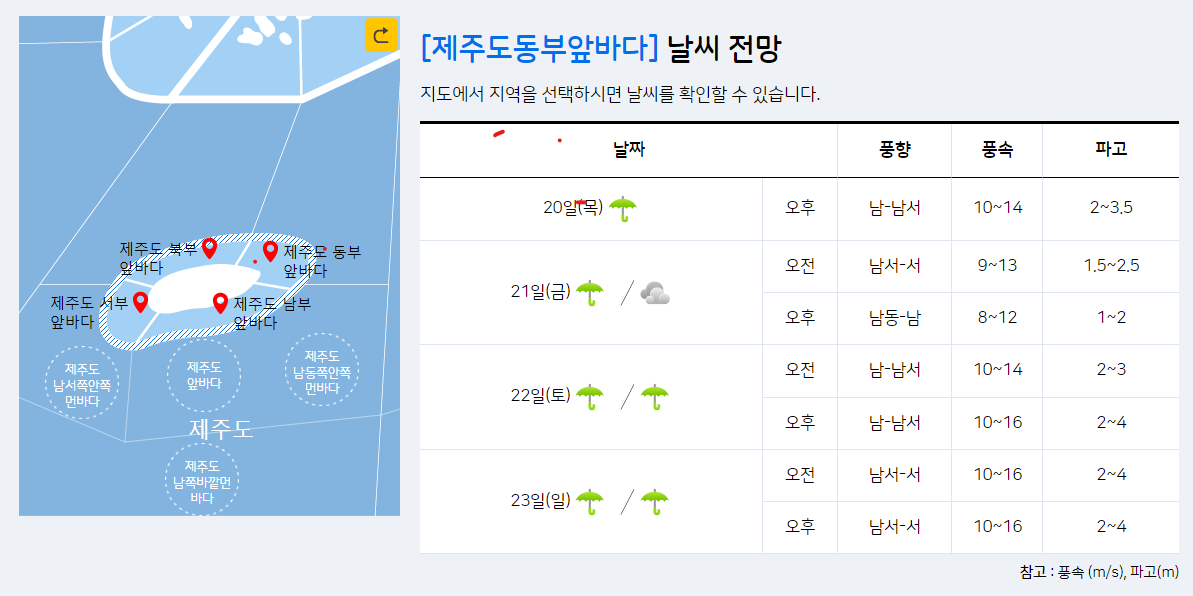 제주도 북부
앞바다
제주도 동부
앞바다
제주도 서부
앞바다
제주도 남부
앞바다
제주도
남서쪽안쪽
먼바다
제주도
앞바다
제주도
남동쪽안쪽
먼바다
제주도
제주도
남쪽바깥먼
바다
[제주도동부앞바다] 날씨 전망
지도에서 지역을 선택하시면 날씨를 확인할 수 있습니다.
날짜 풍향 풍속 파고
20일(목) 오후 남-남서 10~14 2~3.5
21일(금) / 오전 남서-서 9~13 1.5~2.5
오후 남동-남 8~12 1~2
22일(토) / 오전 남-남서 10~14 2~3
오후 남-남서 10~16 2~4
23일(일) / 오전 남서-서 10~16 2~4
오후 남서-서 10~16 2~4
참고 : 풍속 (m/s), 파고(m)